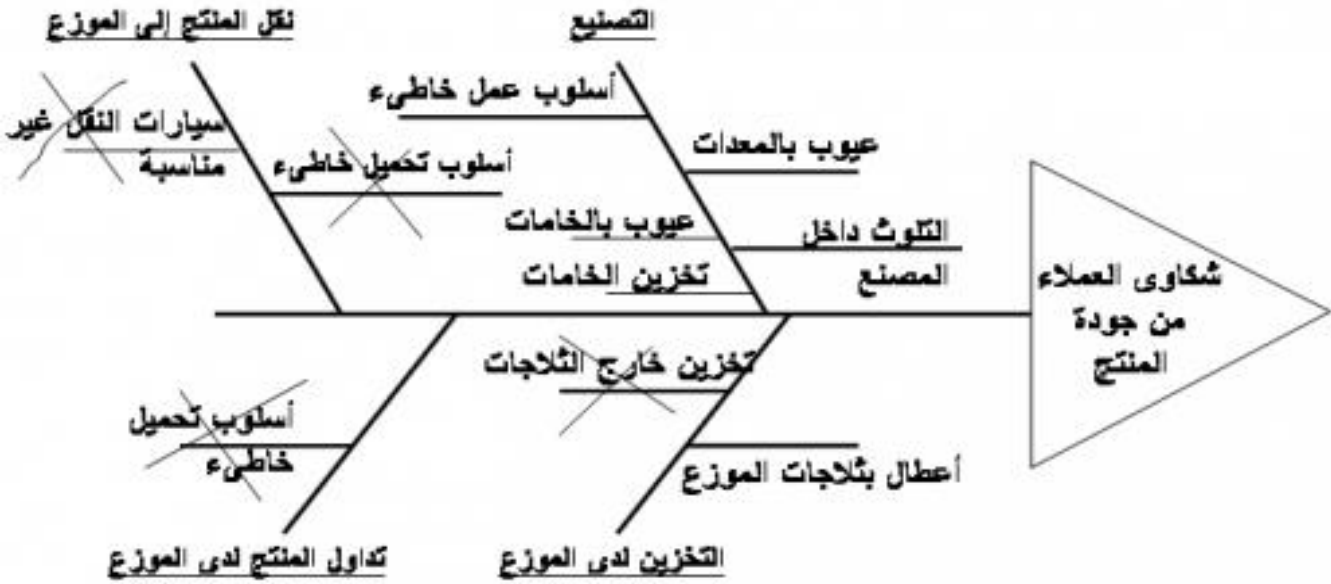 التصنيع
نقل المنتج إلى الموزع
أسلوب عمل خاطىء
عيوب بالمعدات
عيوب بالخامات
التلوث داخل
المصنع
تخزين الخامات
سيارات النقل غير
مناسبة
أسلوب تحميل خاطىء
شكاوى العملاء
من جودة
المنتج
تخزين خارج الثلاجات
أعطال بثلاجات الموزع
أسلوب تحميل
خاطىء
التخزين لدى الموزع
تداول المنتج لدى الموزع